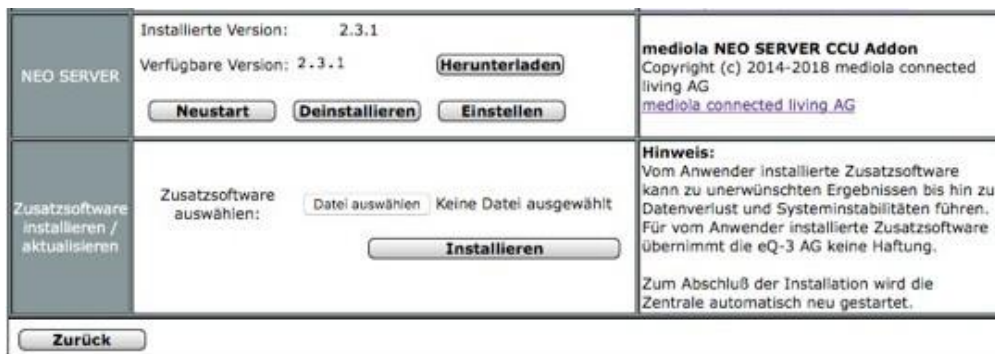 NEO SERVER
Installierte Version: 2.3.1
Verfügbare Version: 2.3.1 Herunterladen
Neustart Deinstallieren Einstellen
mediola NEO SERVER CCU Addon
Copyright (c) 2014-2018 mediola connected
living AG
mediola connected living AG
Zusatzsoftware
installieren /
aktualisieren
Zusatzsoftware
auswählen:
Datei auswählen Keine Datei ausgewählt
Installieren
Hinweis:
Vom Anwender installierte Zusatzsoftware
kann zu unerwünschten Ergebnissen bis hin zu
Datenverlust und Systeminstabilitäten führen.
Für vom Anwender installierte Zusatzsoftware
übernimmt die eQ-3 AG keine Haftung.
Zum Abschluß der Installation wird die
Zentrale automatisch neu gestartet.
Zurück